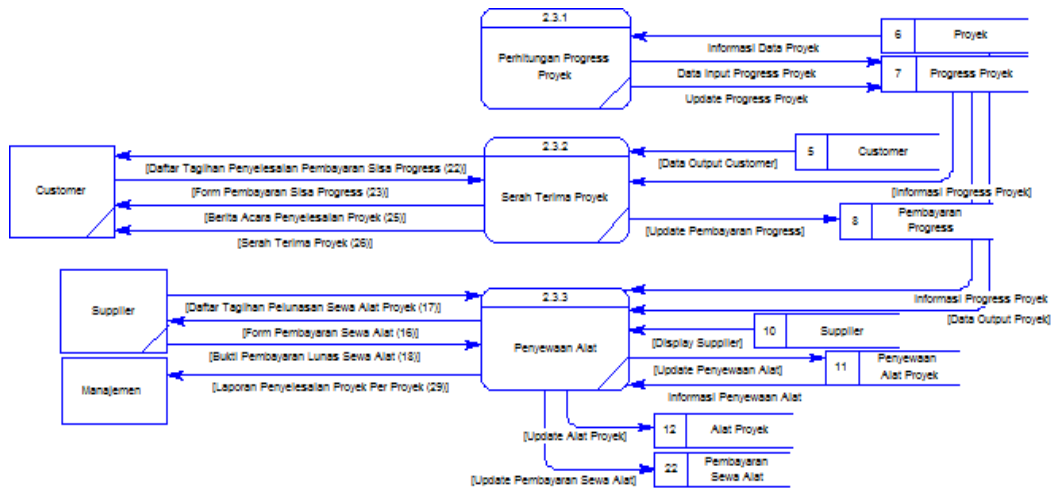 2.3.1
Perhitungan Progress
Proyek
6 Proyek
Informasi Data Proyek
7 Progress Proyek
Data Input Progress Proyek
Update Progress Proyek
Customer
2.3.2
Serah Terima Proyek
5 Customer
[Data Output Customer]
[Daftar Tagihan Penyelesaian Pembayaran Sisa Progress (22)]
[Form Pembayaran Sisa Progress (23)]
[Informasi Progress Proyek]
[Berita Acara Penyelesaian Proyek (25)]
8 Pembayaran
Progress
[Update Pembayaran Progress]
[Serah Terima Proyek (26)]
Supplier
2.3.3
Penyewaan Alat
[Daftar Tagihan Pelunasan Sewa Alat Proyek (17)]
Informasi Progress Proyek
[Data Output Proyek]
[Form Pembayaran Sewa Alat (16)]
10 Supplier
[Display Supplier]
[Bukti Pembayaran Lunas Sewa Alat (18)]
11 Penyewaan
Alat Proyek
[Update Penyewaan Alat]
Manajemen
[Laporan Penyelesaian Proyek Per Proyek (29)]
Informasi Penyewaan Alat
12 Alat Proyek
[Update Alat Proyek]
22 Pembayaran
Sewa Alat
[Update Pembayaran Sewa Alat]